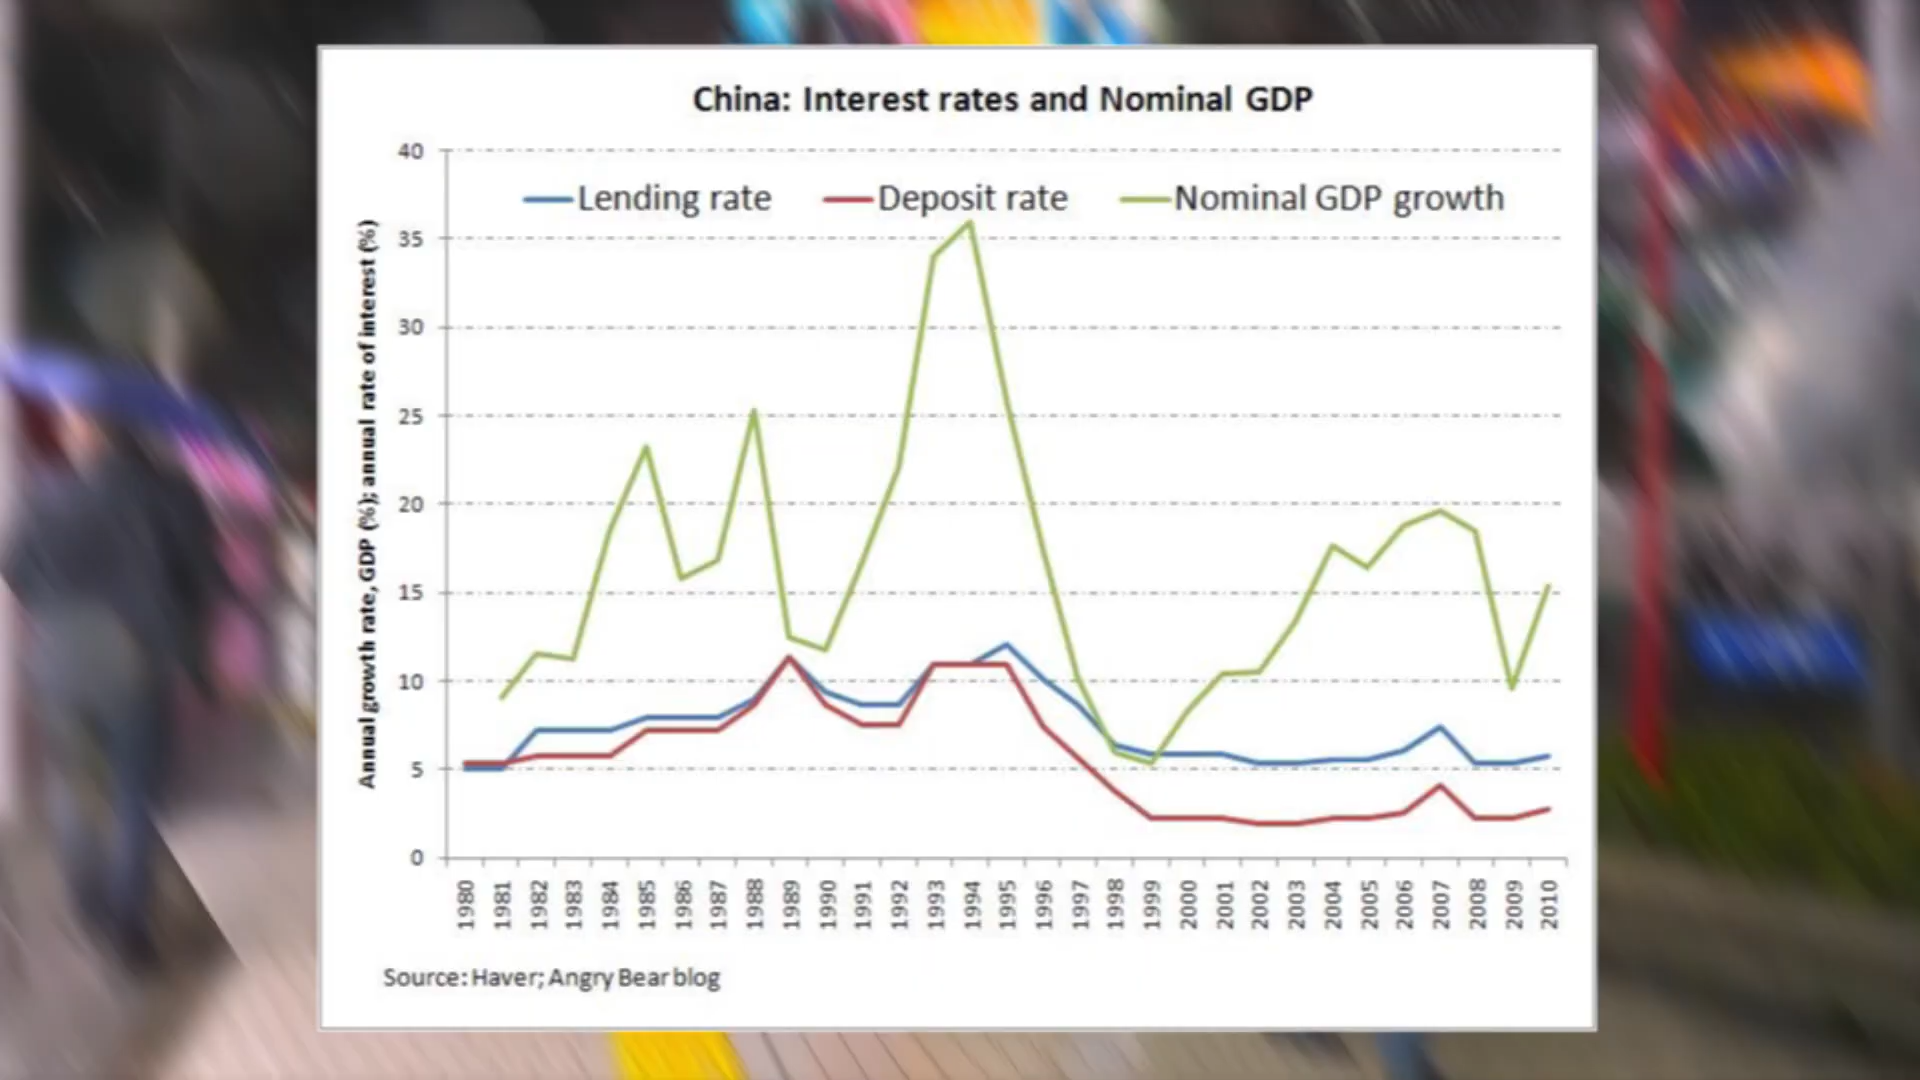 China: Interest rates and Nominal GDP
40
Lending rate Deposit rate Nominal GDP growth
35
30
25
20
15
10
5
0
Annual growth rate, GDP (%); annual rate of interest (%)
1980 1981 1982 1983 1984 1985 1986 1987 1988 1989 1990 1991 1992 1993 1994 1995 1996 1997 1998 1999 2000 2001 2002 2003 2004 2005 2006 2007 2008 2009 2010
Source: Haver; Angry Bear blog